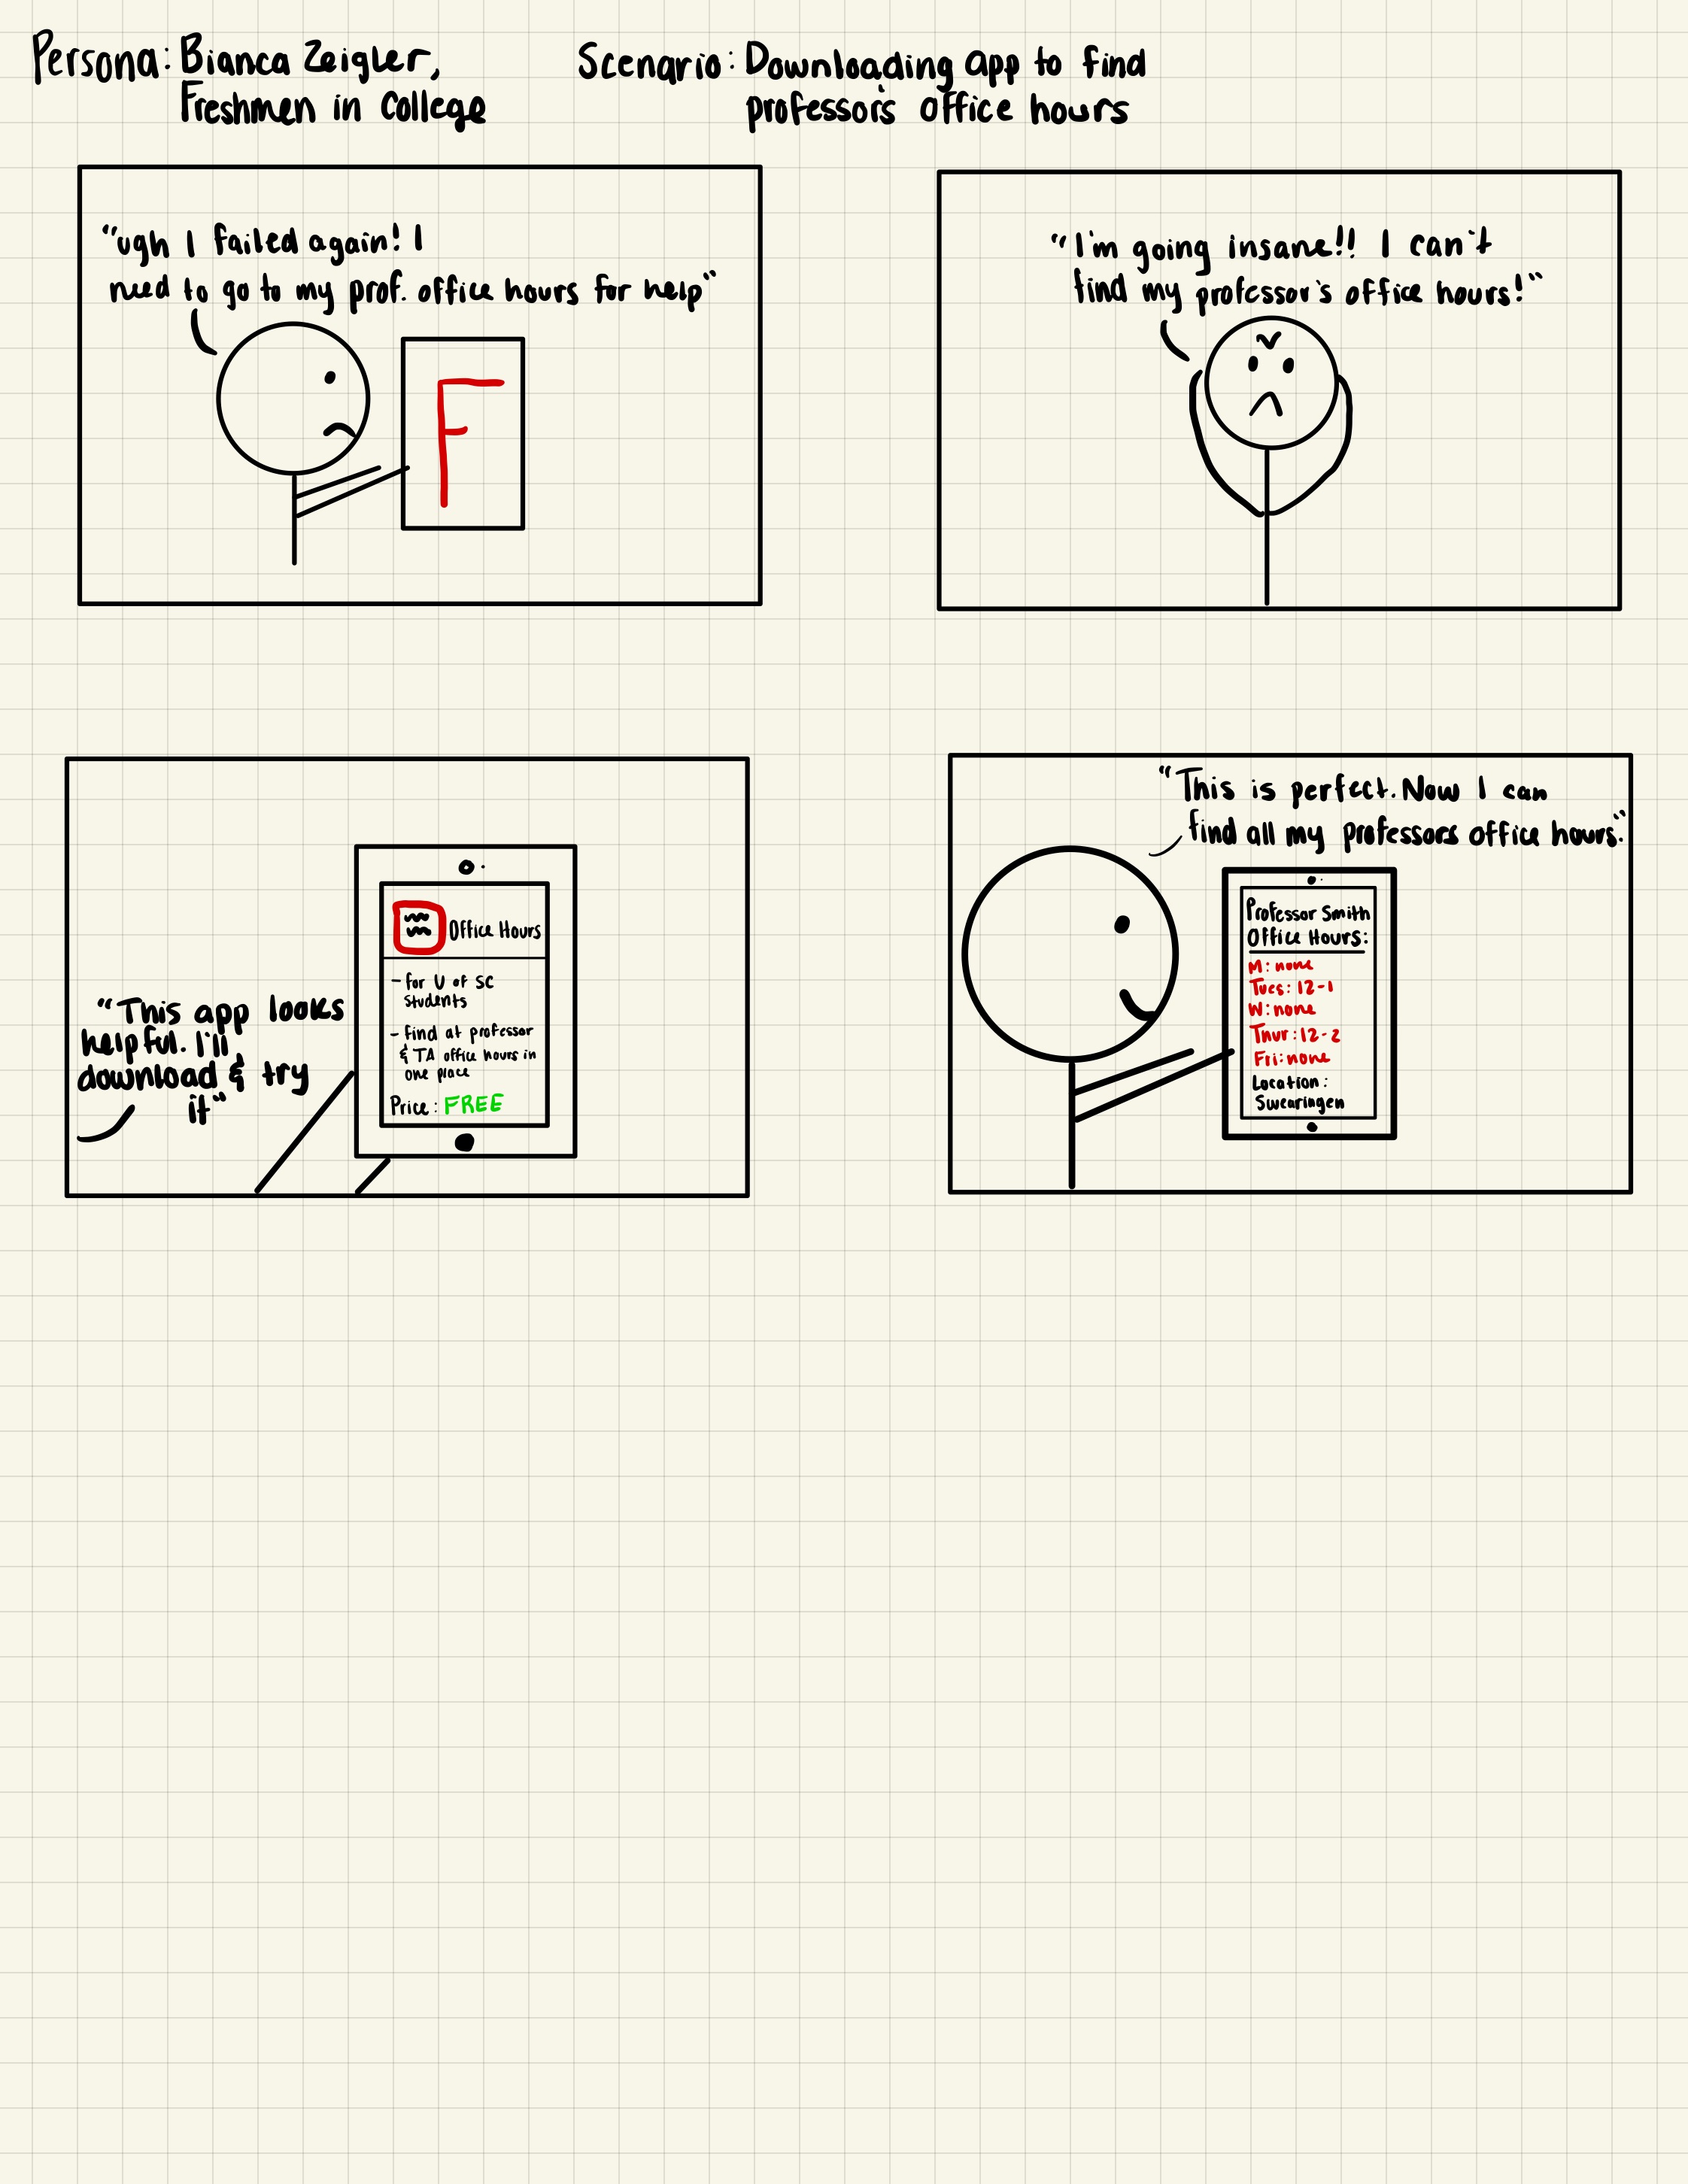 Persona: Bianca Zeigler,
Freshmen in College
Scenario: Downloading app to find
professor's office hours
"ugh I failed again! I
need to go to my prof. office hours for help"
F
"I'm going insane!! I can't
find my professor's office hours!"
"This app looks
helpful. I'll
download & try
it"
Office Hours
- for U of SC
students
- find at professor
& TA office hours in
one place
Price: FREE
"This is perfect. Now I can
find all my professors office hours."
Professor Smith
Office Hours:
M: none
Tues: 12-1
W: none
Thur: 12-2
Fri: none
Location:
Swearingen